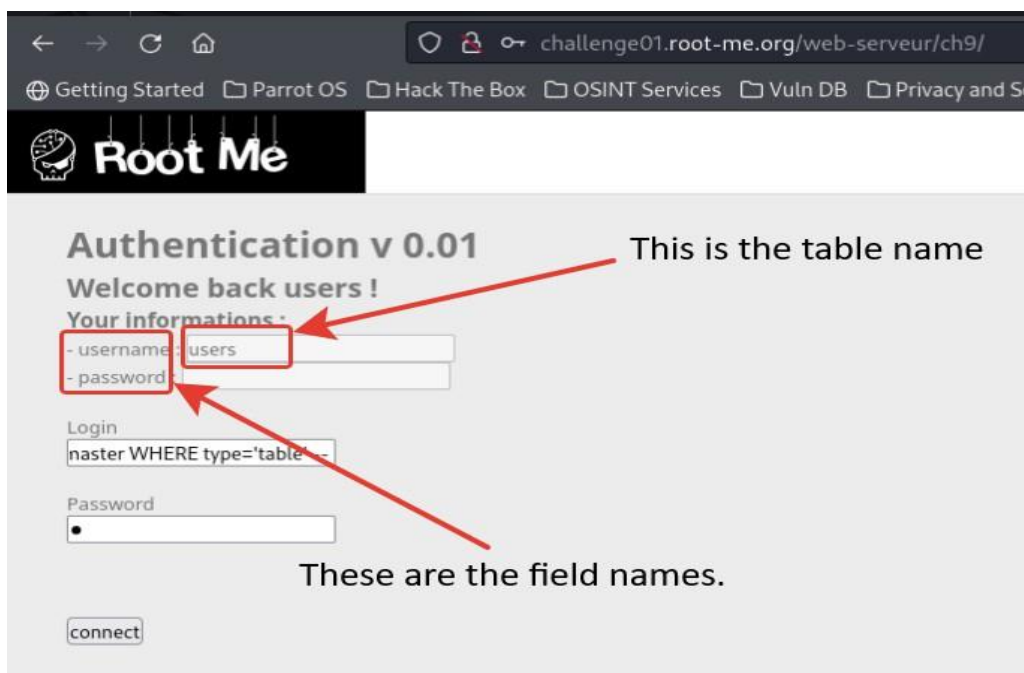 challenge01.root-me.org/web-serveur/ch9/
Getting Started Parrot OS Hack The Box OSINT Services Vuln DB Privacy and S
Root Me
Authentication v 0.01
This is the table name
Welcome back users !
Your informations :
- username : users
- password :
Login
naster WHERE type='table' --
Password
These are the field names.
connect